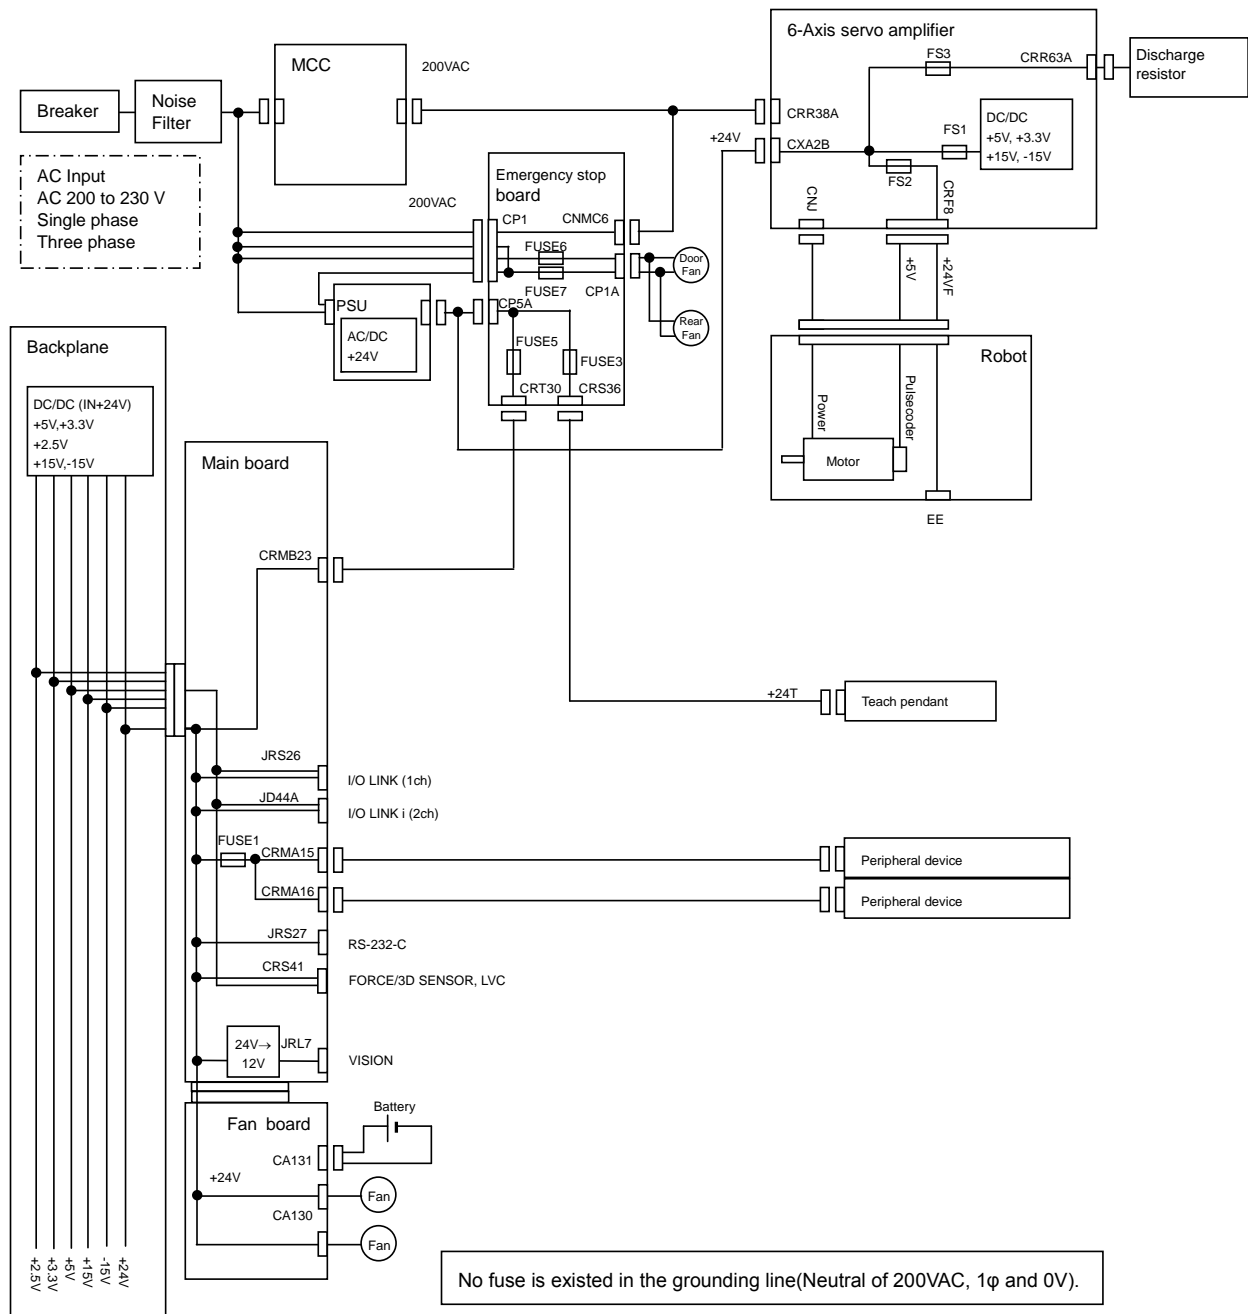 6-Axis servo amplifier
FS3
CRR63A
Discharge
resistor
MCC
200VAC
Breaker
Noise
Filter
CRR38A
+24V
CXA2B
FS1
DC/DC
+5V, +3.3V
+15V, -15V
FS2
CRF8
CNJ
AC Input
AC 200 to 230 V
Single phase
Three phase
200VAC
Emergency stop
board
CP1
CNMC6
FUSE6
FUSE7
CP1A
Door
Fan
Rear
Fan
+5V
+24VF
PSU
AC/DC
+24V
CP5A
FUSE5
FUSE3
CRT30
CRS36
Robot
Power
Pulsecoder
Motor
EE
Backplane
DC/DC (IN+24V)
+5V,+3.3V
+2.5V
+15V,-15V
Main board
CRMB23
+24T
Teach pendant
JRS26
I/O LINK (1ch)
JD44A
I/O LINK i (2ch)
FUSE1
CRMA15
Peripheral device
CRMA16
Peripheral device
JRS27
RS-232-C
CRS41
FORCE/3D SENSOR, LVC
24V→
12V
JRL7
VISION
Fan board
Battery
CA131
+24V
Fan
CA130
Fan
+2.5V
+3.3V
+5V
+15V
-15V
+24V
No fuse is existed in the grounding line(Neutral of 200VAC, 1φ and 0V).